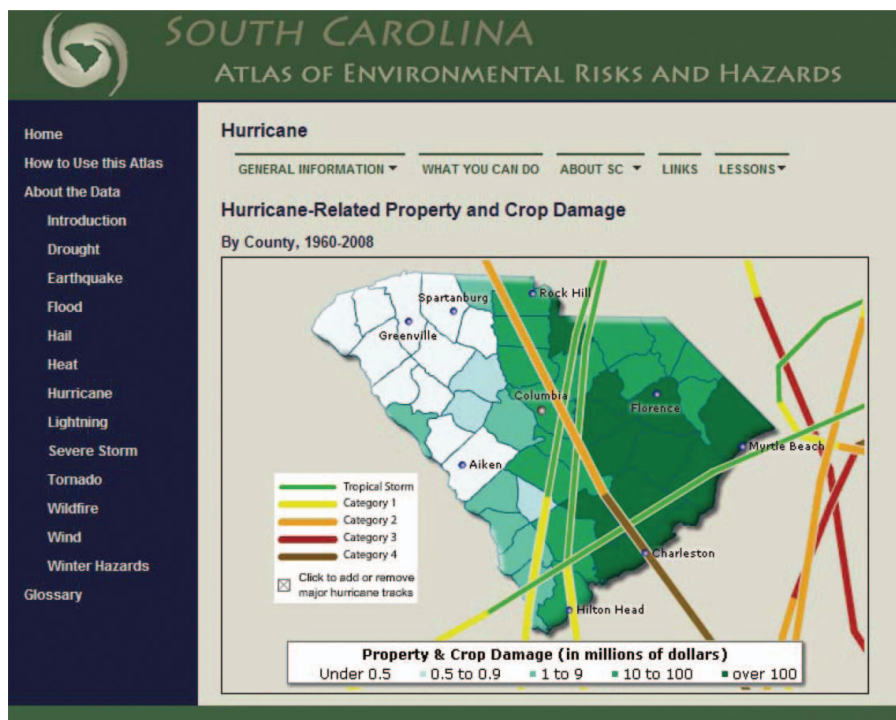 SOUTH CAROLINA
ATLAS OF ENVIRONMENTAL RISKS AND HAZARDS
Home
How to Use this Atlas
About the Data
Introduction
Drought
Earthquake
Flood
Hail
Heat
Hurricane
Lightning
Severe Storm
Tornado
Wildfire
Wind
Winter Hazards
Glossary
Hurricane
GENERAL INFORMATION WHAT YOU CAN DO ABOUT SC LINKS LESSONS
Hurricane-Related Property and Crop Damage
By County, 1960-2008
Rock Hill
Spartanburg
Greenville
Columbia
Florence
Myrtle Beach
Aiken
Charleston
Hilton Head
Tropical Storm
Category 1
Category 2
Category 3
Category 4
Click to add or remove
major hurricane tracks
Property & Crop Damage (in millions of dollars)
Under 0.5 0.5 to 0.9 1 to 9 10 to 100 over 100